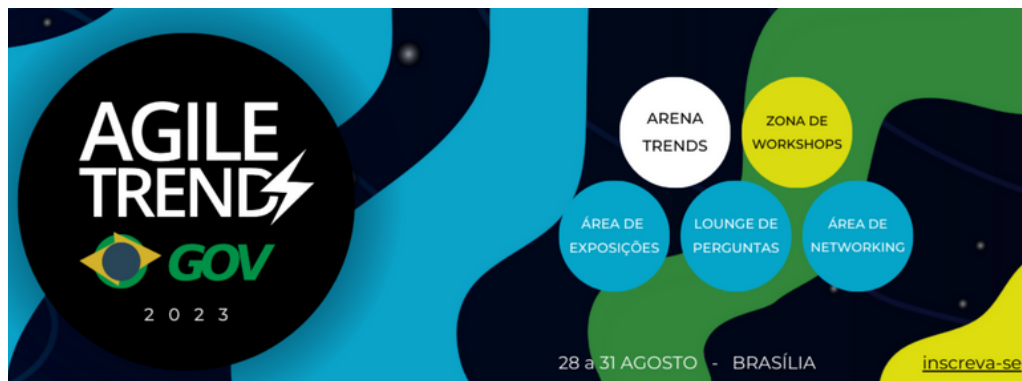 AGILE
TRENDS
GOV
2023
ARENA
TRENDS
ZONA DE
WORKSHOPS
ÁREA DE
EXPOSIÇÕES
LOUNGE DE
PERGUNTAS
ÁREA DE
NETWORKING
28 a 31 AGOSTO - BRASÍLIA
inscreva-se